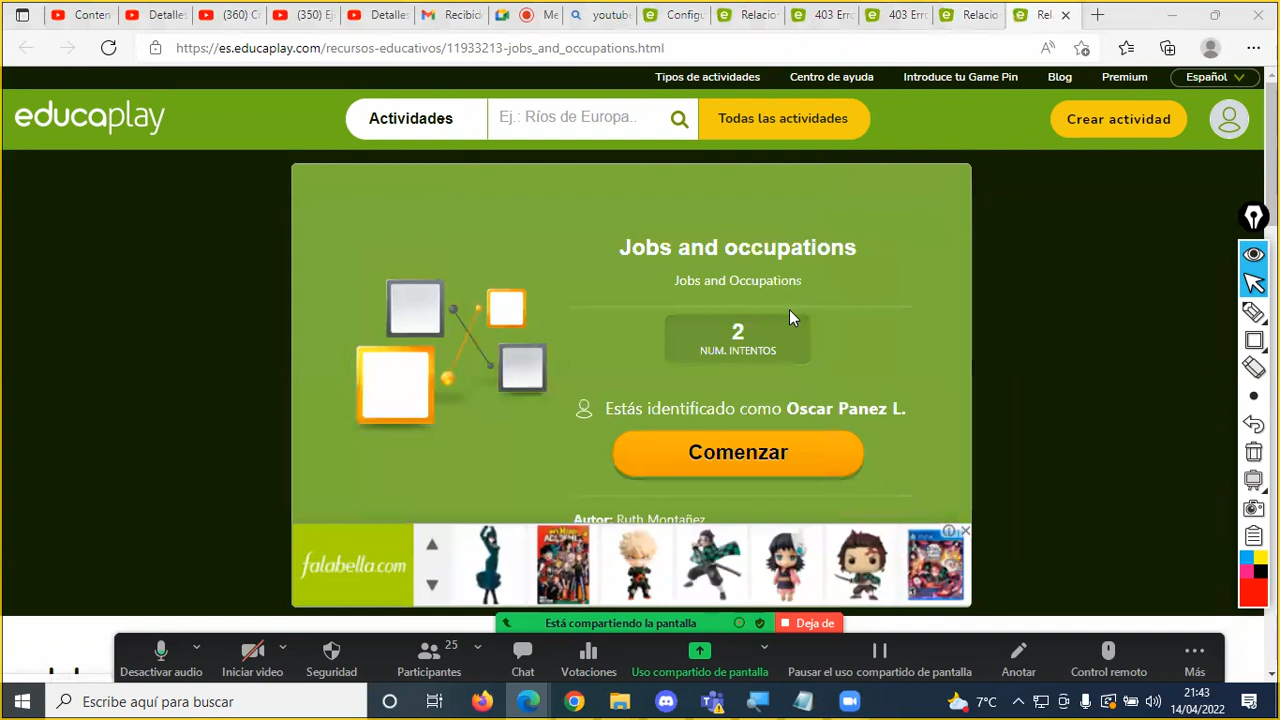 Conten
Detalles
(360) C
(350) Eje
Detalles
Recibid
Me
youtube
Configu
Relacio
403 Erro
403 Erro
Relacio
Rel
https://es.educaplay.com/recursos-educativos/11933213-jobs_and_occupations.html
Tipos de actividades
Centro de ayuda
Introduce tu Game Pin
Blog
Premium
Español
educaplay
Actividades
Ej.: Ríos de Europa..
Todas las actividades
Crear actividad
Jobs and occupations
Jobs and Occupations
2
NUM. INTENTOS
Estás identificado como Oscar Panez L.
Comenzar
Autor: Ruth Montañez
falabella.com
Está compartiendo la pantalla
Deja de
25
Desactivar audio
Iniciar video
Seguridad
Participantes
Chat
Votaciones
Uso compartido de pantalla
Pausar el uso compartido de pantalla
Anotar
Control remoto
Más
Escribe aquí para buscar
7°C
21:43
14/04/2022